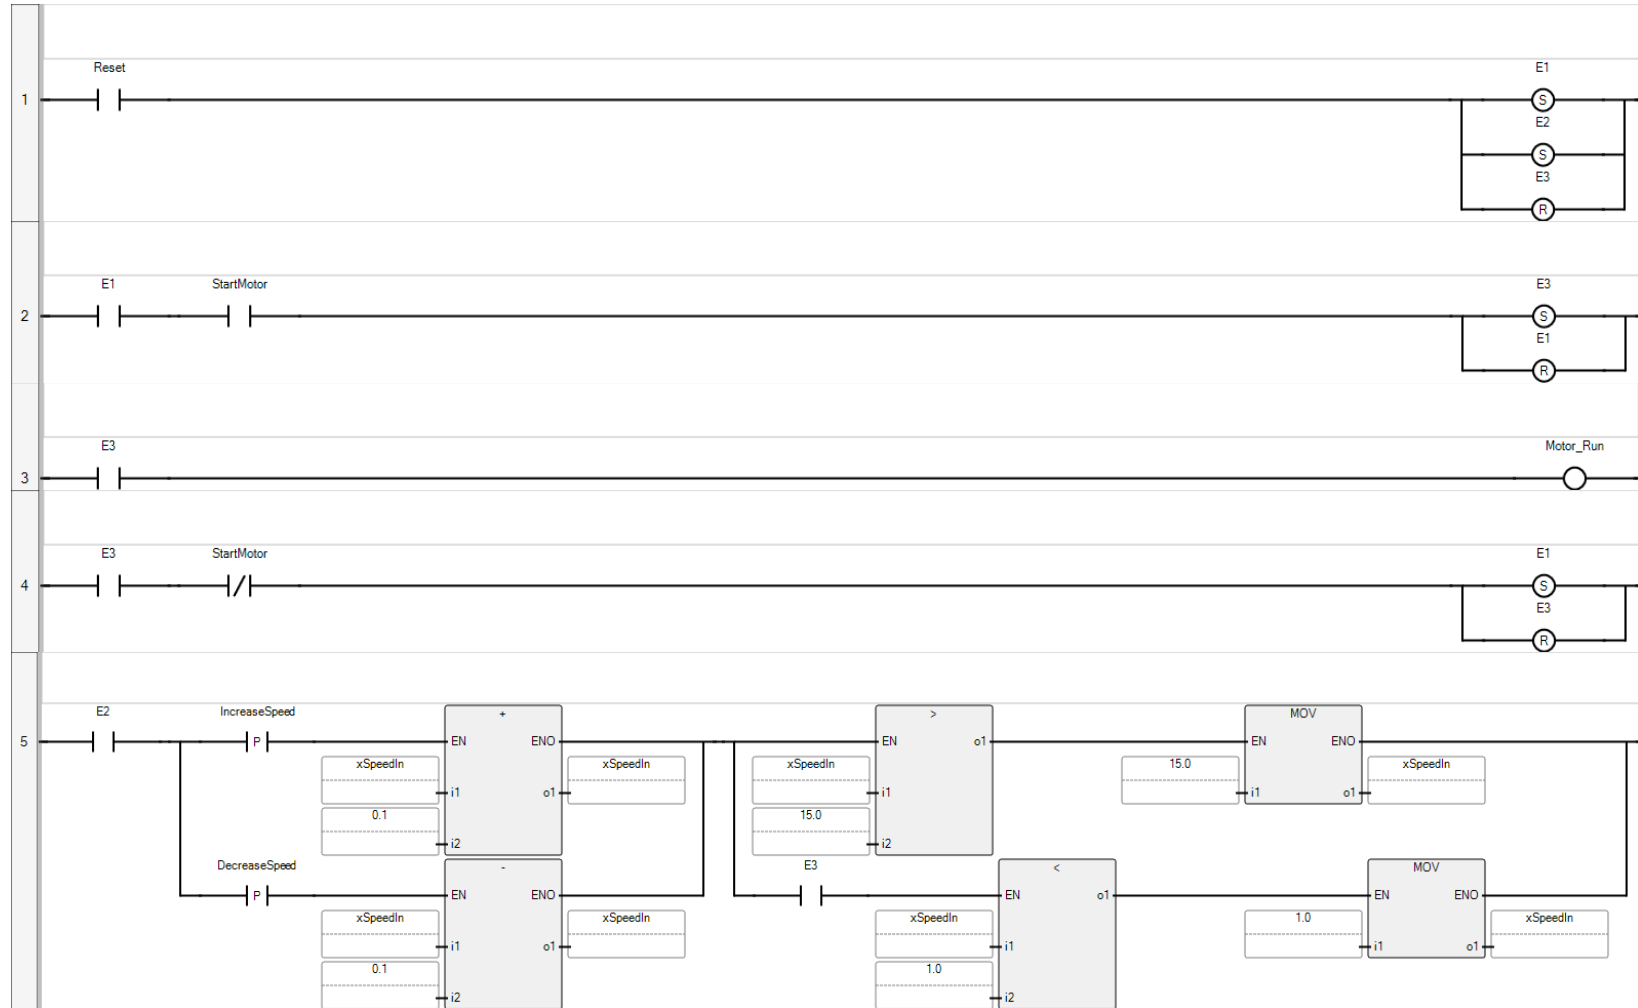 Reset E1
1 S
E2
S
E3
R
E1 StartMotor E3
2 S
E1
R
E3 Motor_Run
3
E3 StartMotor E1
4 S
E3
R
E2 IncreaseSpeed + > MOV
5 P EN ENO EN o1 EN ENO
xSpeedIn xSpeedIn xSpeedIn 15.0 xSpeedIn
i1 o1 i1 i1 o1
0.1 15.0
i2 i2
DecreaseSpeed - E3 < MOV
P EN ENO EN o1 EN ENO
xSpeedIn xSpeedIn xSpeedIn 1.0 xSpeedIn
i1 o1 i1 i1 o1
0.1 1.0
i2 i2